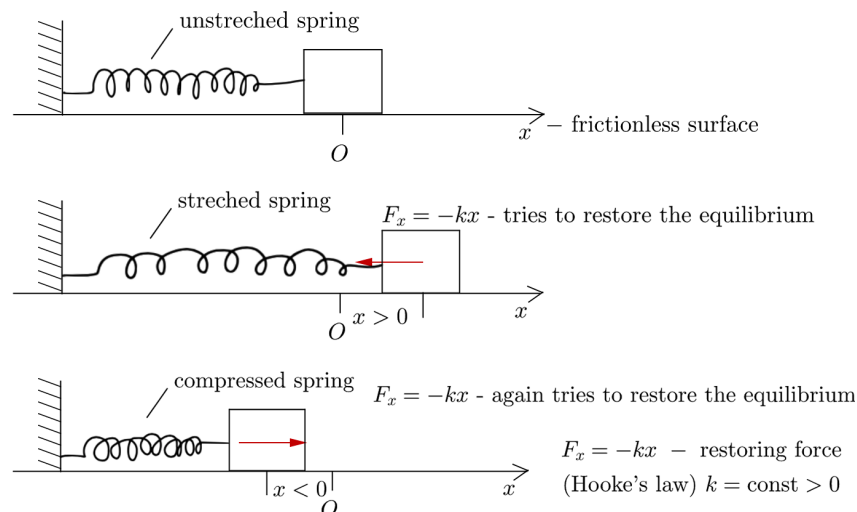 unstreched spring
x – frictionless surface
O
streched spring
F_x = −kx - tries to restore the equilibrium
O x > 0 x
compressed spring
F_x = −kx - again tries to restore the equilibrium
F_x = −kx – restoring force
x < 0 x (Hooke's law) k = const > 0
O